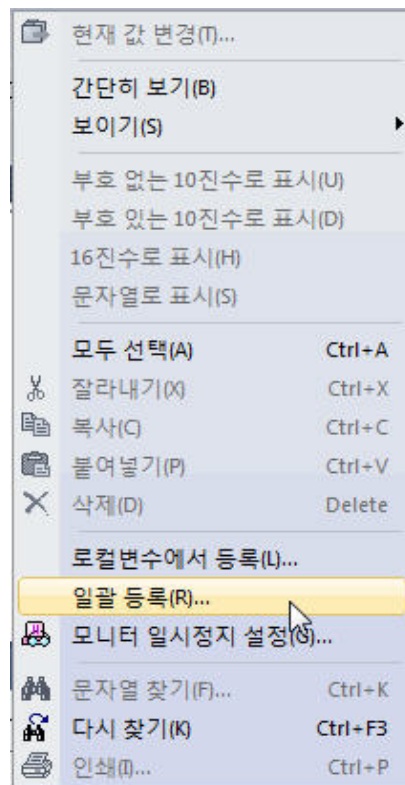 현재 값 변경(T)...
간단히 보기(B)
보이기(S)
부호 없는 10진수로 표시(U)
부호 있는 10진수로 표시(D)
16진수로 표시(H)
문자열로 표시(S)
모두 선택(A) Ctrl+A
잘라내기(X) Ctrl+X
복사(C) Ctrl+C
붙여넣기(P) Ctrl+V
삭제(D) Delete
로컬변수에서 등록(L)...
일괄 등록(R)...
모니터 일시정지 설정(G)...
문자열 찾기(F)... Ctrl+K
다시 찾기(K) Ctrl+F3
인쇄(I)... Ctrl+P